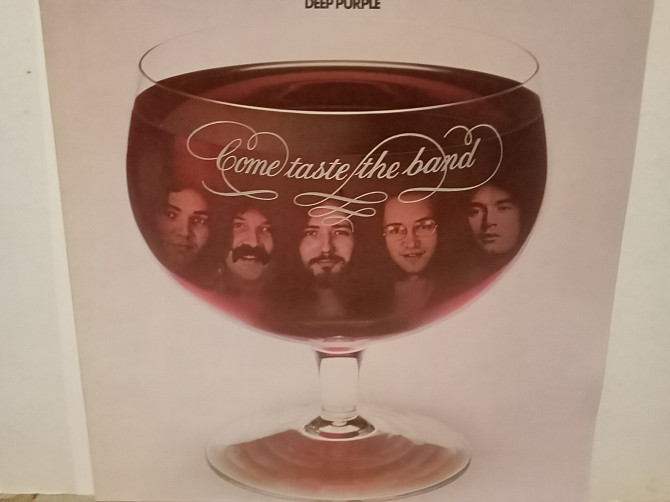 DEEP PURPLE
Come taste the band